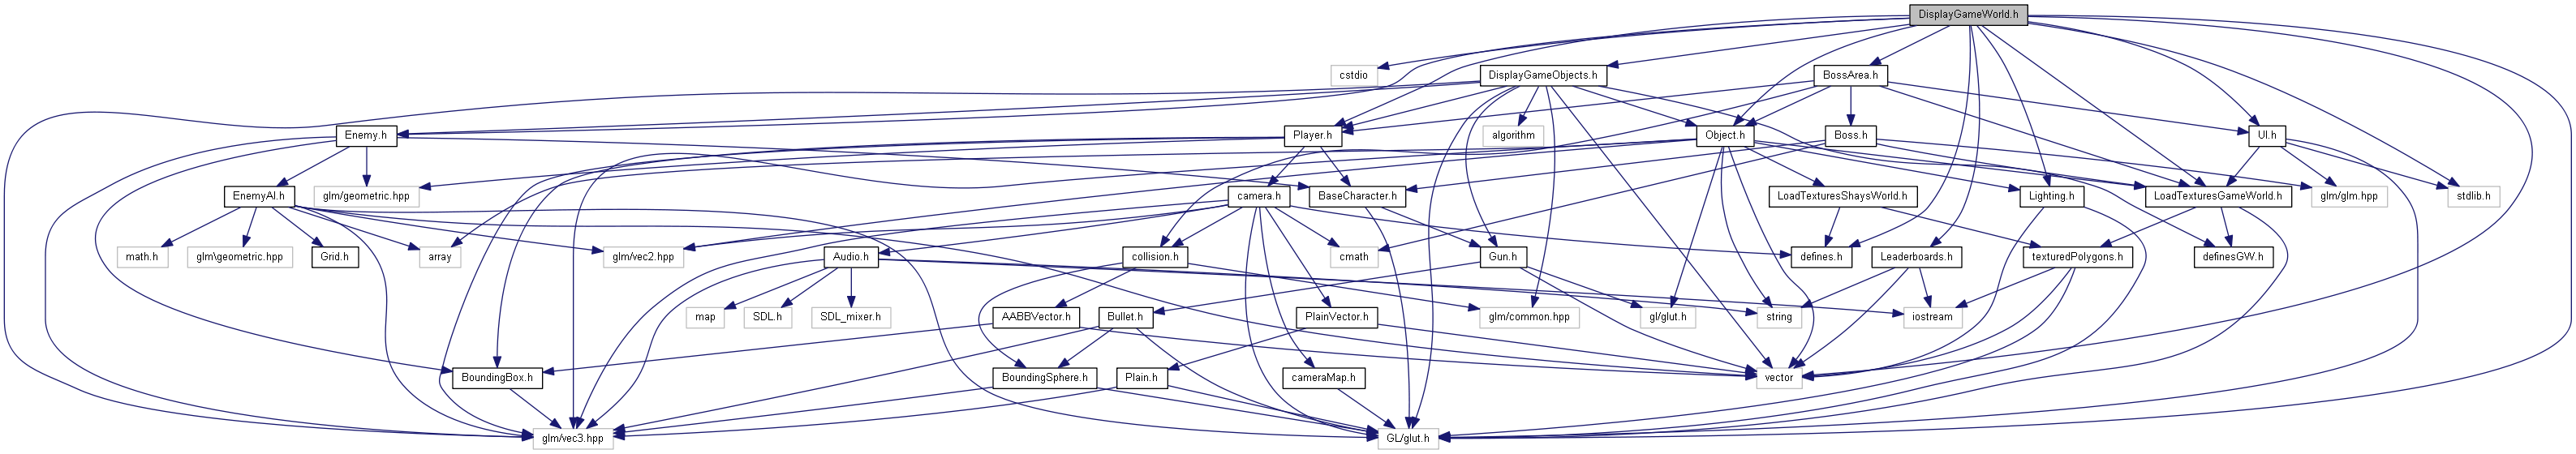 DisplayGameWorld.h
cstdio
DisplayGameObjects.h
BossArea.h
Enemy.h
Player.h
algorithm
Object.h
Boss.h
UI.h
EnemyAI.h
glm/geometric.hpp
camera.h
BaseCharacter.h
LoadTexturesShaysWorld.h
Lighting.h
LoadTexturesGameWorld.h
glm/glm.hpp
stdlib.h
math.h
glm\geometric.hpp
Grid.h
array
glm/vec2.hpp
Audio.h
collision.h
cmath
Gun.h
defines.h
Leaderboards.h
texturedPolygons.h
definesGW.h
map
SDL.h
SDL_mixer.h
AABBVector.h
Bullet.h
glm/common.hpp
PlainVector.h
gl/glut.h
string
iostream
BoundingBox.h
BoundingSphere.h
Plain.h
cameraMap.h
vector
glm/vec3.hpp
GL/glut.h